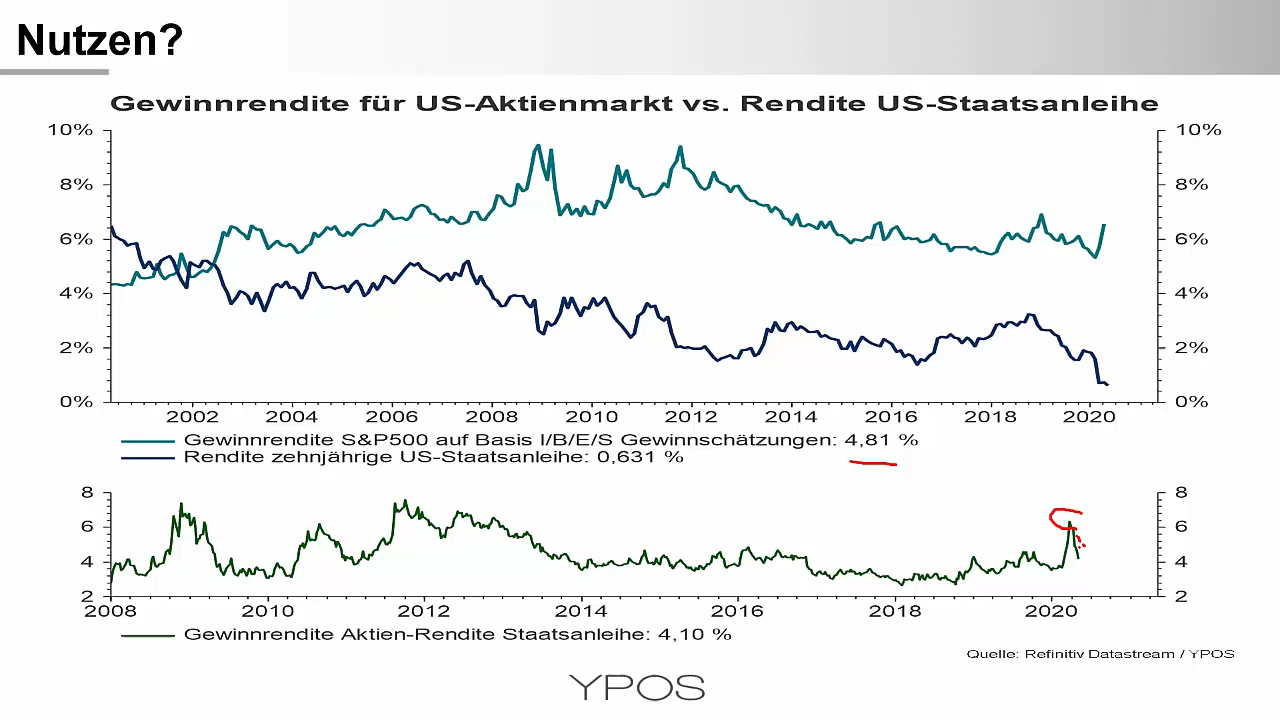 Nutzen?
Gewinnrendite für US-Aktienmarkt vs. Rendite US-Staatsanleihe
10% 10%
8% 8%
6% 6%
4% 4%
2% 2%
0% 0%
2002 2004 2006 2008 2010 2012 2014 2016 2018 2020
Gewinnrendite S&P500 auf Basis I/B/E/S Gewinnschätzungen: 4,81 %
Rendite zehnjährige US-Staatsanleihe: 0,631 %
8 8
6 6
4 4
2 2
2008 2010 2012 2014 2016 2018 2020
Gewinnrendite Aktien-Rendite Staatsanleihe: 4,10 %
Quelle: Refinitiv Datastream / YPOS
YPOS